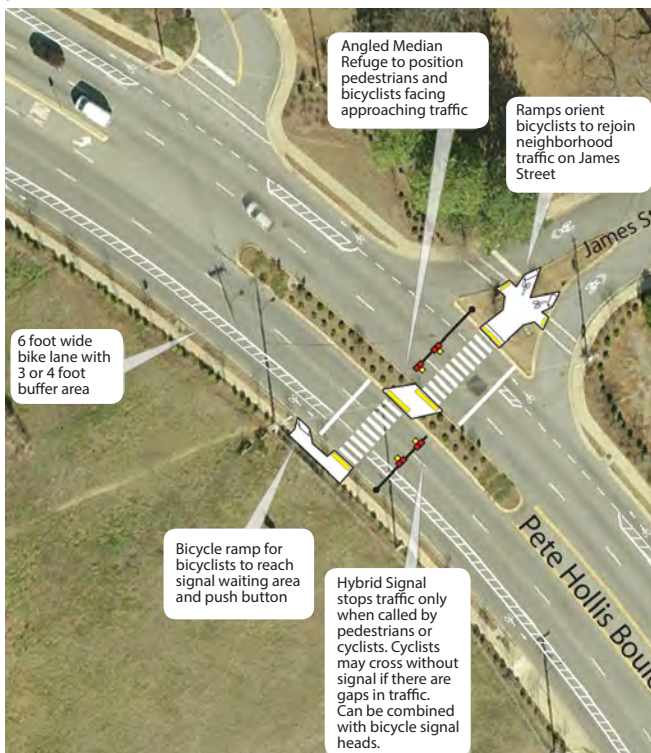 Angled Median
Refuge to position
pedestrians and
bicyclists facing
approaching traffic
Ramps orient
bicyclists to rejoin
neighborhood
traffic on James
Street
James St
6 foot wide
bike lane with
3 or 4 foot
buffer area
Bicycle ramp for
bicyclists to reach
signal waiting area
and push button
Hybrid Signal
stops traffic only
when called by
pedestrians or
cyclists. Cyclists
may cross without
signal if there are
gaps in traffic.
Can be combined
with bicycle signal
heads.
Pete Hollis Boule